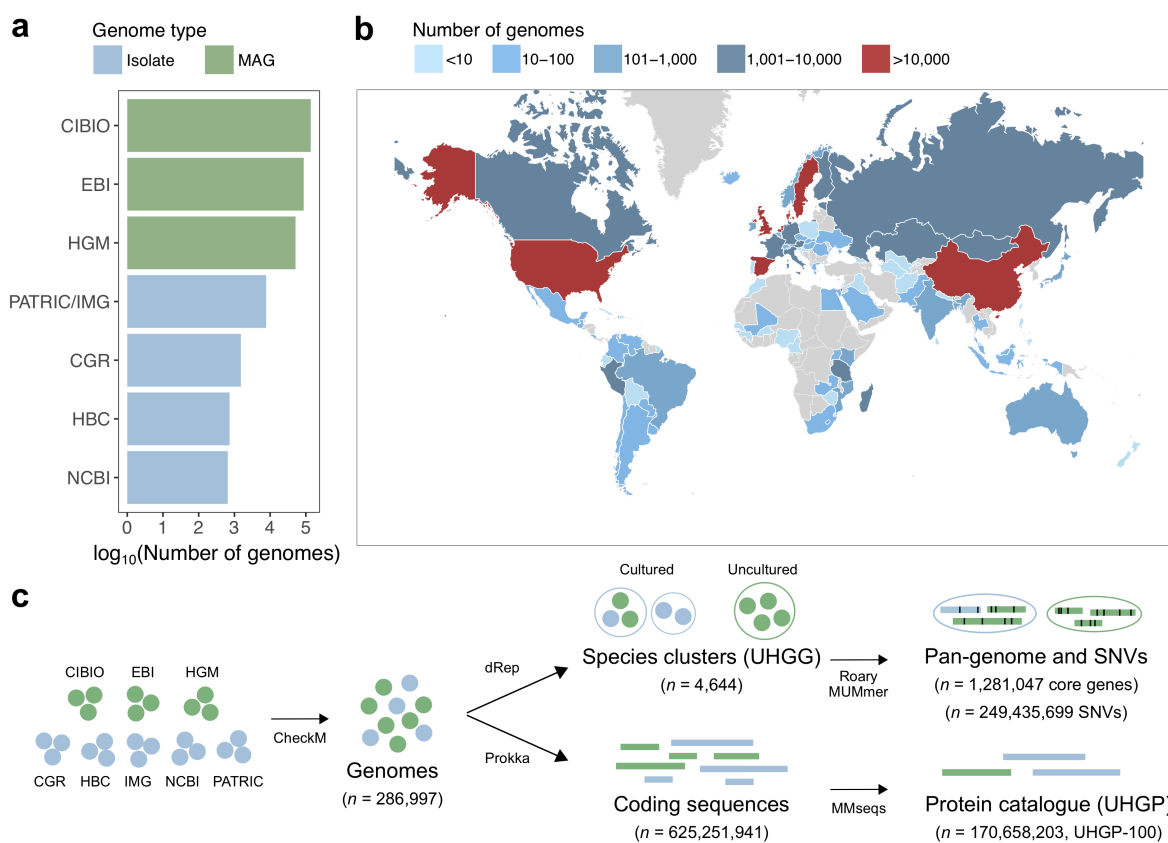 a
Genome type
Isolate
MAG
CIBIO
EBI
HGM
PATRIC/IMG
CGR
HBC
NCBI
0 1 2 3 4 5
log10(Number of genomes)
b
Number of genomes
<10
10–100
101–1,000
1,001–10,000
>10,000
c
CIBIO EBI HGM
CGR HBC IMG NCBI PATRIC
CheckM
Genomes
(n = 286,997)
dRep
Prokka
Cultured
Uncultured
Species clusters (UHGG)
(n = 4,644)
Coding sequences
(n = 625,251,941)
Roary
MUMmer
MMseqs
Pan-genome and SNVs
(n = 1,281,047 core genes)
(n = 249,435,699 SNVs)
Protein catalogue (UHGP)
(n = 170,658,203, UHGP-100)